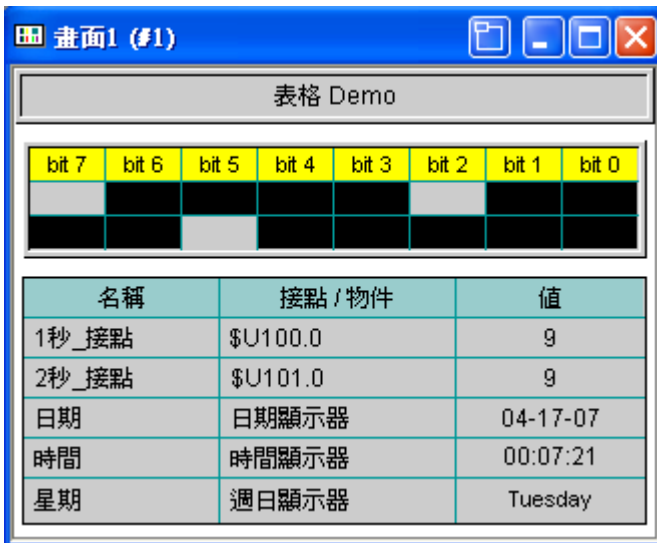 畫面1 (#1)
表格 Demo
bit 7 bit 6 bit 5 bit 4 bit 3 bit 2 bit 1 bit 0
名稱 接點 / 物件 值
1秒_接點 $U100.0 9
2秒_接點 $U101.0 9
日期 日期顯示器 04-17-07
時間 時間顯示器 00:07:21
星期 週日顯示器 Tuesday